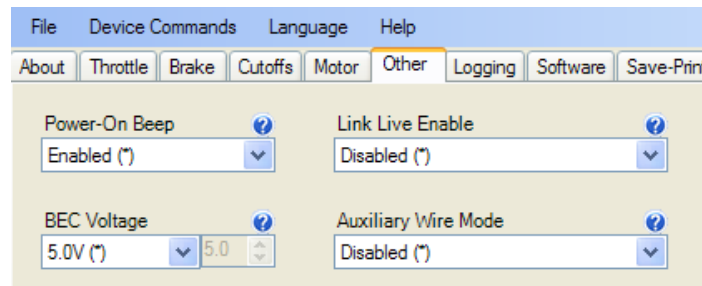 File Device Commands Language Help
About Throttle Brake Cutoffs Motor Other Logging Software Save-Prin
Power-On Beep ? Link Live Enable ?
Enabled (*) Disabled (*)
BEC Voltage ? Auxiliary Wire Mode ?
5.0V (*) 5.0 Disabled (*)